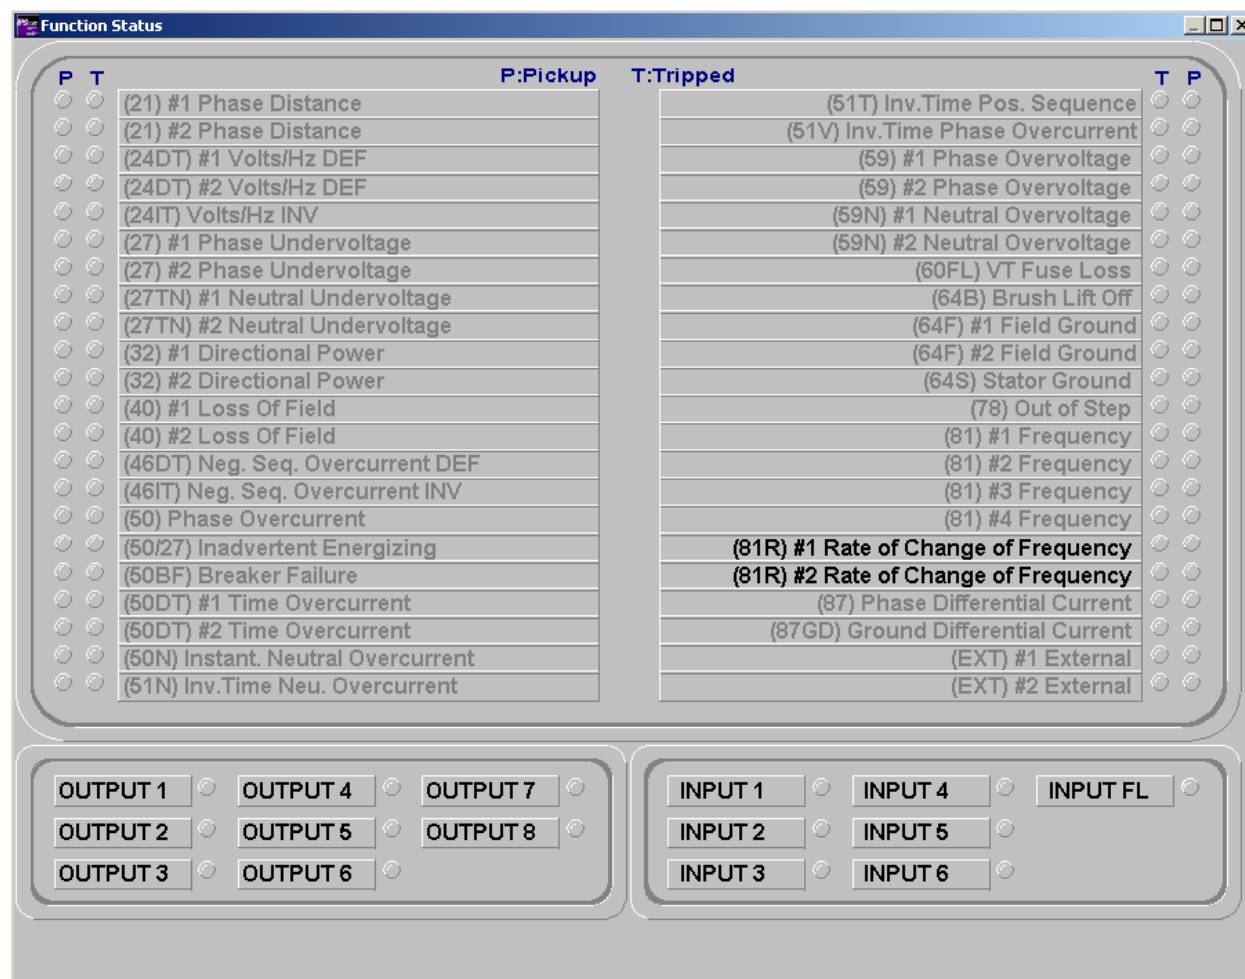 Function Status
P T P:Pickup T:Tripped T P
(21) #1 Phase Distance
(21) #2 Phase Distance
(24DT) #1 Volts/Hz DEF
(24DT) #2 Volts/Hz DEF
(24IT) Volts/Hz INV
(27) #1 Phase Undervoltage
(27) #2 Phase Undervoltage
(27TN) #1 Neutral Undervoltage
(27TN) #2 Neutral Undervoltage
(32) #1 Directional Power
(32) #2 Directional Power
(40) #1 Loss Of Field
(40) #2 Loss Of Field
(46DT) Neg. Seq. Overcurrent DEF
(46IT) Neg. Seq. Overcurrent INV
(50) Phase Overcurrent
(50/27) Inadvertent Energizing
(50BF) Breaker Failure
(50DT) #1 Time Overcurrent
(50DT) #2 Time Overcurrent
(50N) Instant. Neutral Overcurrent
(51N) Inv.Time Neu. Overcurrent
(51T) Inv.Time Pos. Sequence
(51V) Inv.Time Phase Overcurrent
(59) #1 Phase Overvoltage
(59) #2 Phase Overvoltage
(59N) #1 Neutral Overvoltage
(59N) #2 Neutral Overvoltage
(60FL) VT Fuse Loss
(64B) Brush Lift Off
(64F) #1 Field Ground
(64F) #2 Field Ground
(64S) Stator Ground
(78) Out of Step
(81) #1 Frequency
(81) #2 Frequency
(81) #3 Frequency
(81) #4 Frequency
(81R) #1 Rate of Change of Frequency
(81R) #2 Rate of Change of Frequency
(87) Phase Differential Current
(87GD) Ground Differential Current
(EXT) #1 External
(EXT) #2 External
OUTPUT 1 OUTPUT 4 OUTPUT 7
OUTPUT 2 OUTPUT 5 OUTPUT 8
OUTPUT 3 OUTPUT 6
INPUT 1 INPUT 4 INPUT FL
INPUT 2 INPUT 5
INPUT 3 INPUT 6